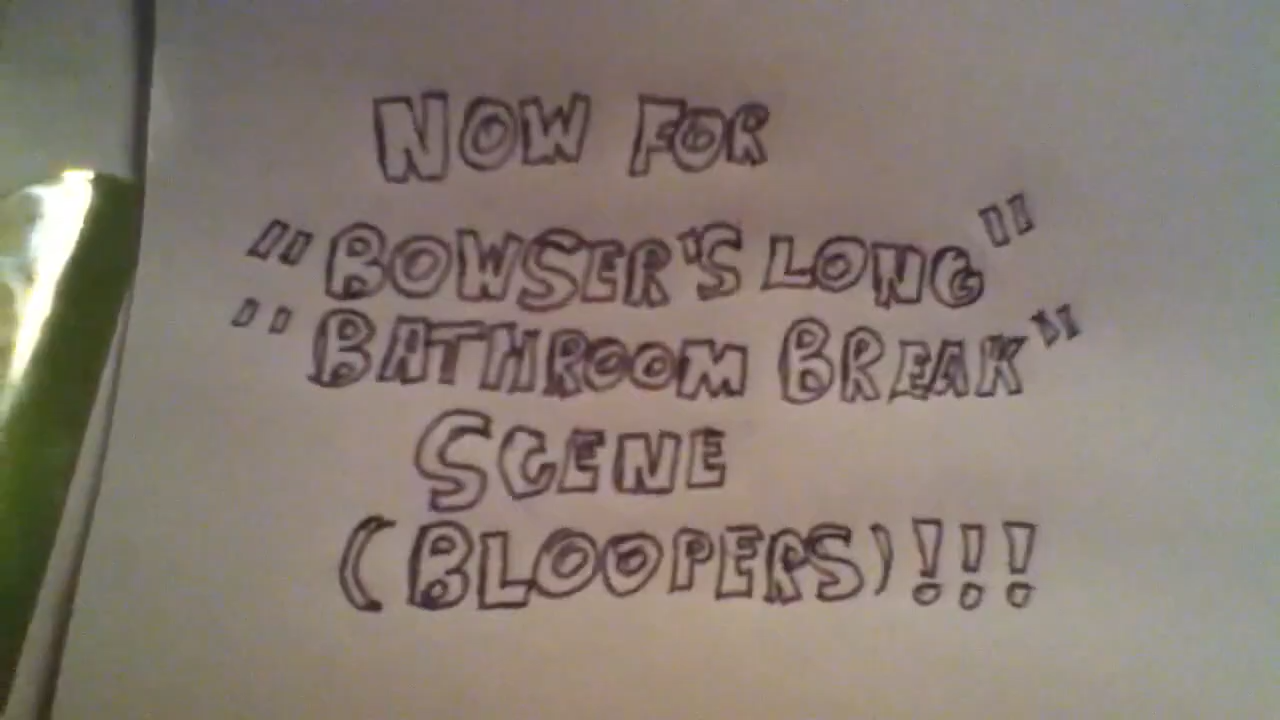 NOW FOR
"BOWSER'S LONG"
"BATHROOM BREAK"
SCENE
(BLOOPERS)!!!